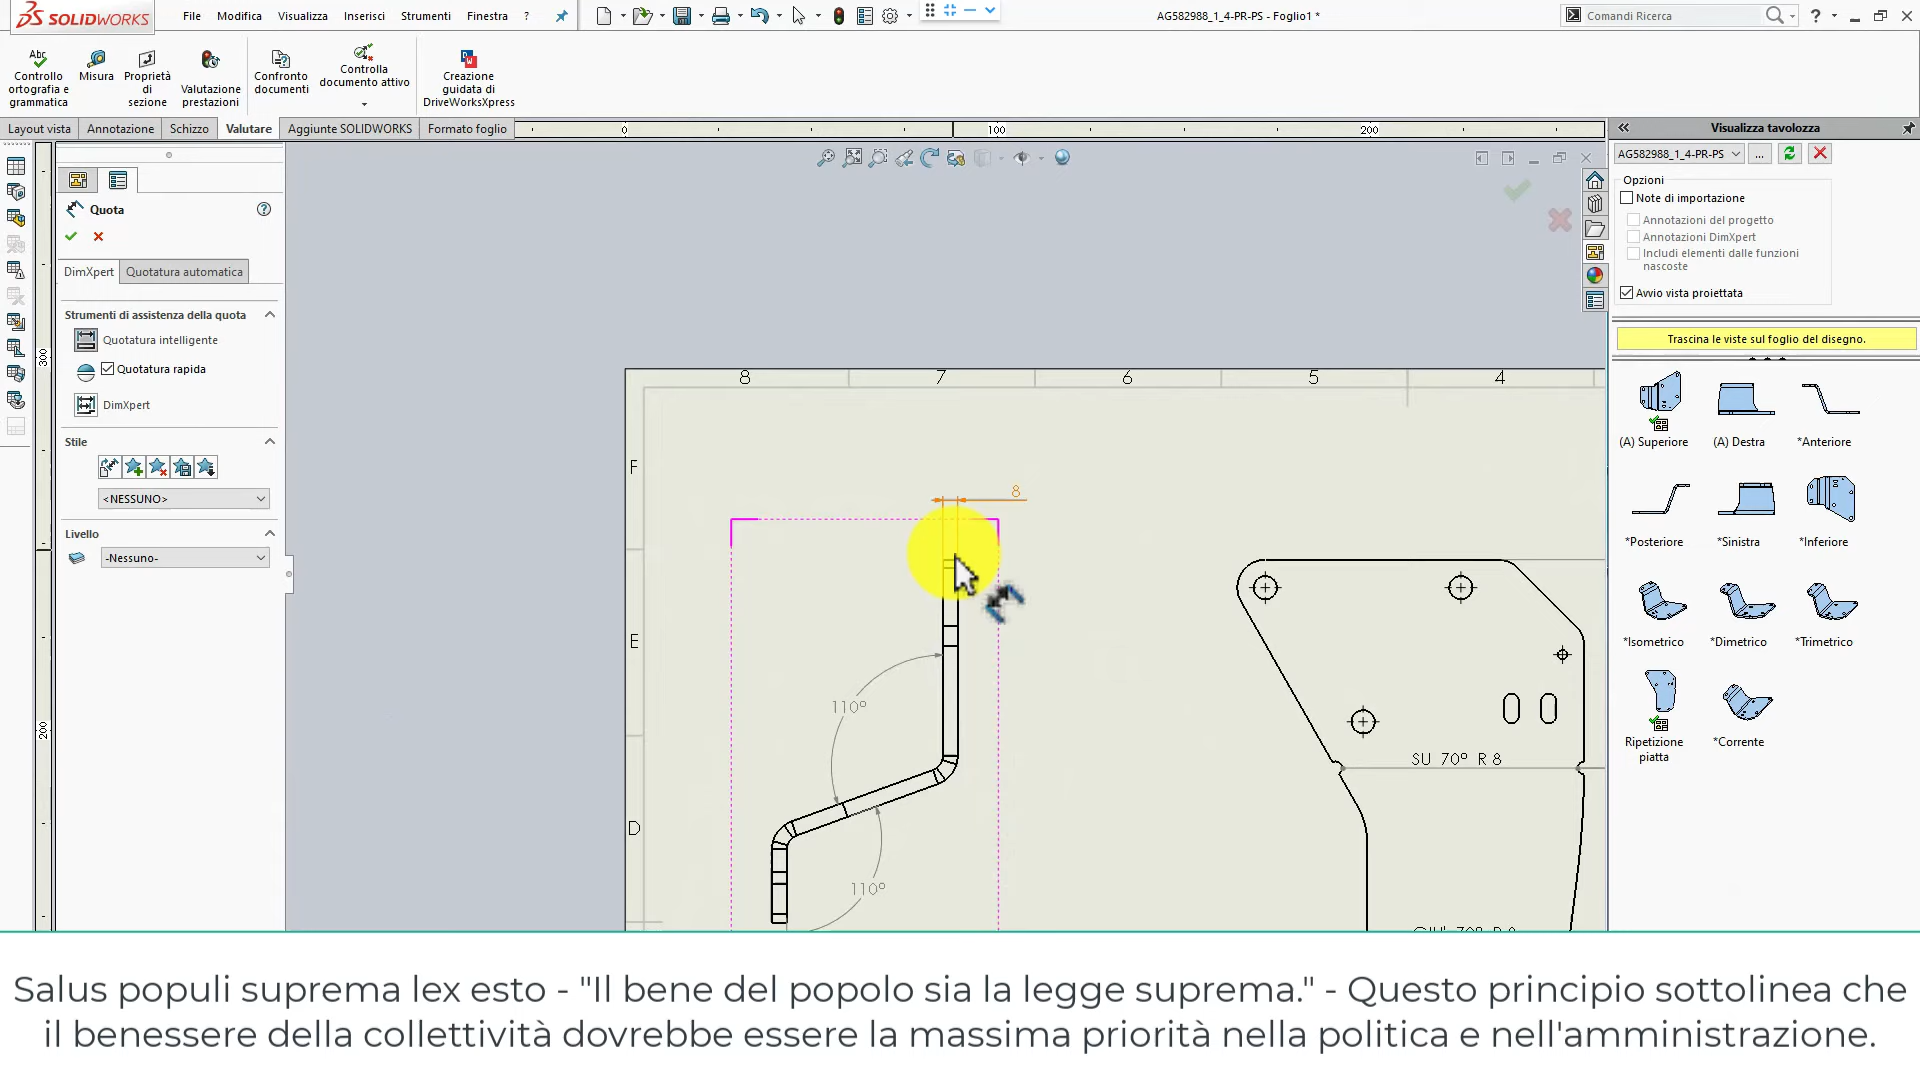 SOLIDWORKS
File Modifica Visualizza Inserisci Strumenti Finestra ?
AG582988_1_4-PR-PS - Foglio1 *
Comandi Ricerca
?
Controllo ortografia e grammatica
Misura
Proprietà di sezione
Valutazione prestazioni
Confronto documenti
Controlla documento attivo
Creazione guidata di DriveWorksXpress
Layout vista Annotazione Schizzo Valutare Aggiunte SOLIDWORKS Formato foglio
0 100 200
300
200
Quota
DimXpert Quotatura automatica
Strumenti di assistenza della quota
Quotatura intelligente
Quotatura rapida
DimXpert
Stile
<NESSUNO>
Livello
-Nessuno-
8 7 6 5 4
F
E
D
8
110°
110°
SU 70° R 8
Visualizza tavolozza
AG582988_1_4-PR-PS
...
Opzioni
Note di importazione
Annotazioni del progetto
Annotazioni DimXpert
Includi elementi dalle funzioni
nascoste
Avvio vista proiettata
Trascina le viste sul foglio del disegno.
(A) Superiore (A) Destra *Anteriore
*Posteriore *Sinistra *Inferiore
*Isometrico *Dimetrico *Trimetrico
Ripetizione piatta
*Corrente
Salus populi suprema lex esto - "Il bene del popolo sia la legge suprema." - Questo principio sottolinea che
il benessere della collettività dovrebbe essere la massima priorità nella politica e nell'amministrazione.